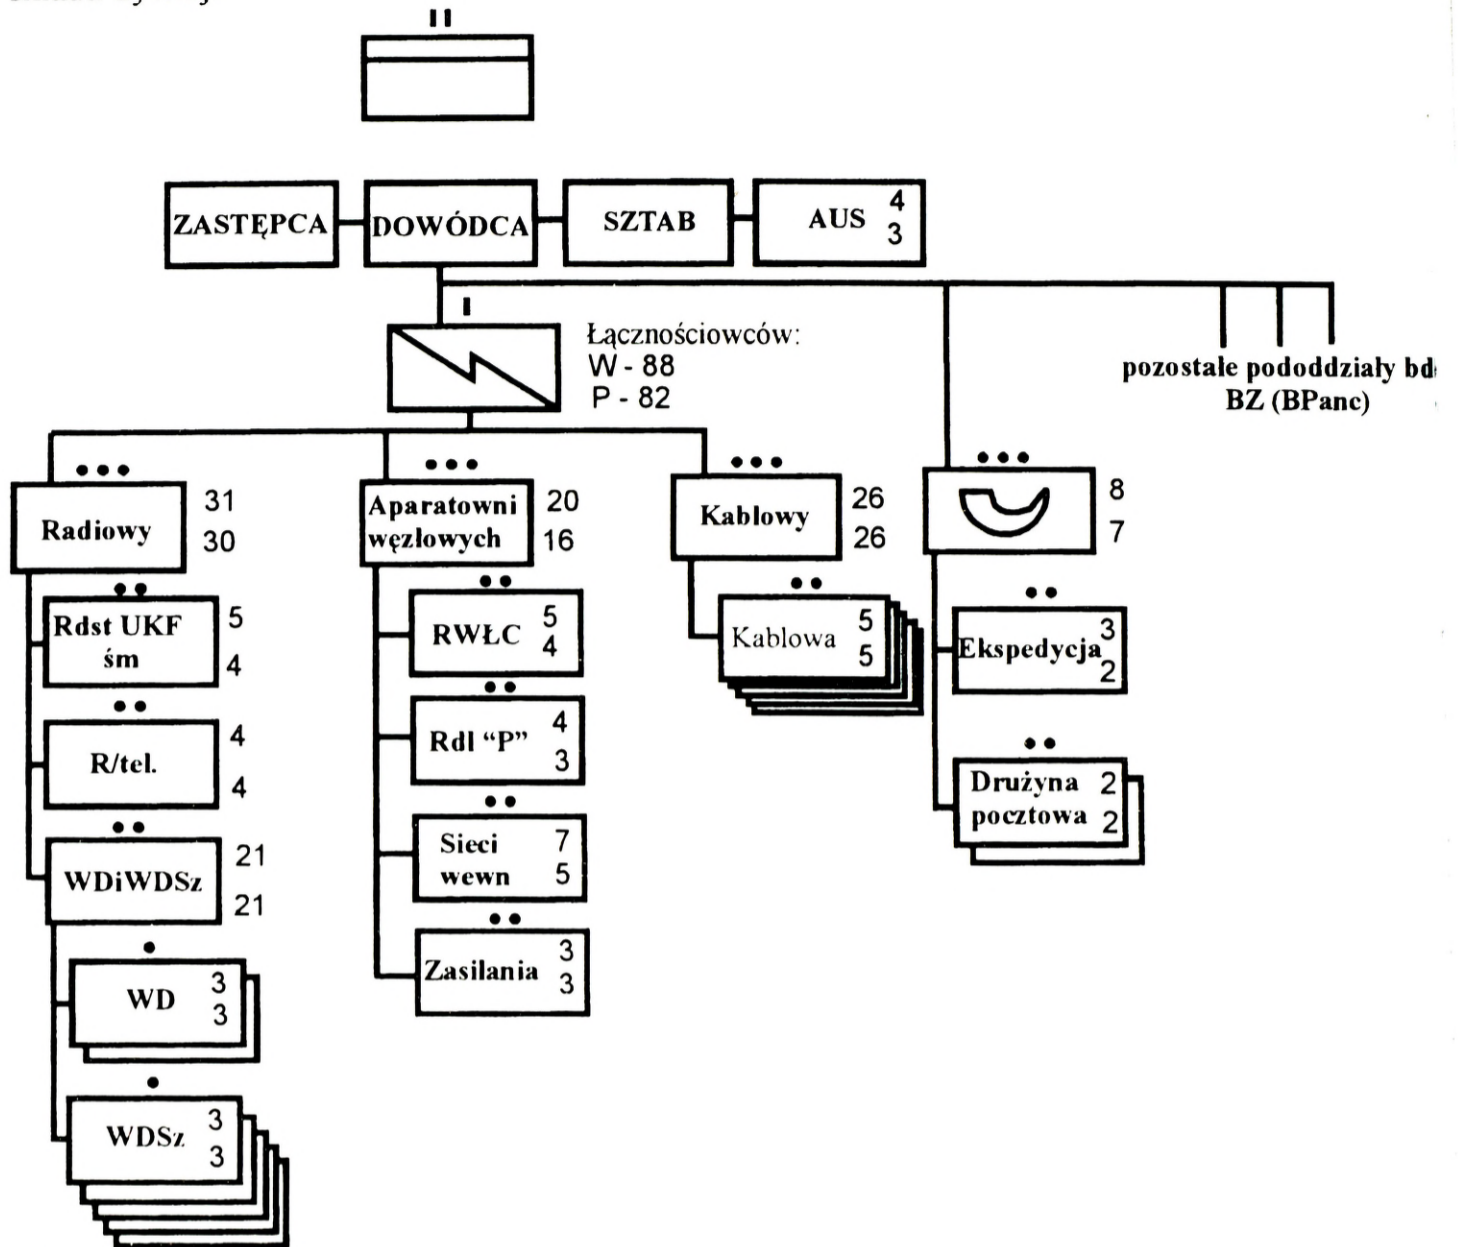 ZASTĘPCA
DOWÓDCA
SZTAB
AUS
4
3
Łącznościowców:
W - 88
P - 82
pozostałe pododdziały bd
BZ (BPanc)
Radiowy
31
30
Aparatowni
węzłowych
20
16
Kablowy
26
26
8
7
Rdst UKF
śm
5
4
R/tel.
4
4
WDiWDSz
21
21
WD
3
3
WDSz
3
3
RWŁC
5
4
Rdl “P”
4
3
Sieci
wewn
7
5
Zasilania
3
3
Kablowa
5
5
Ekspedycja
3
2
Drużyna
pocztowa
2
2